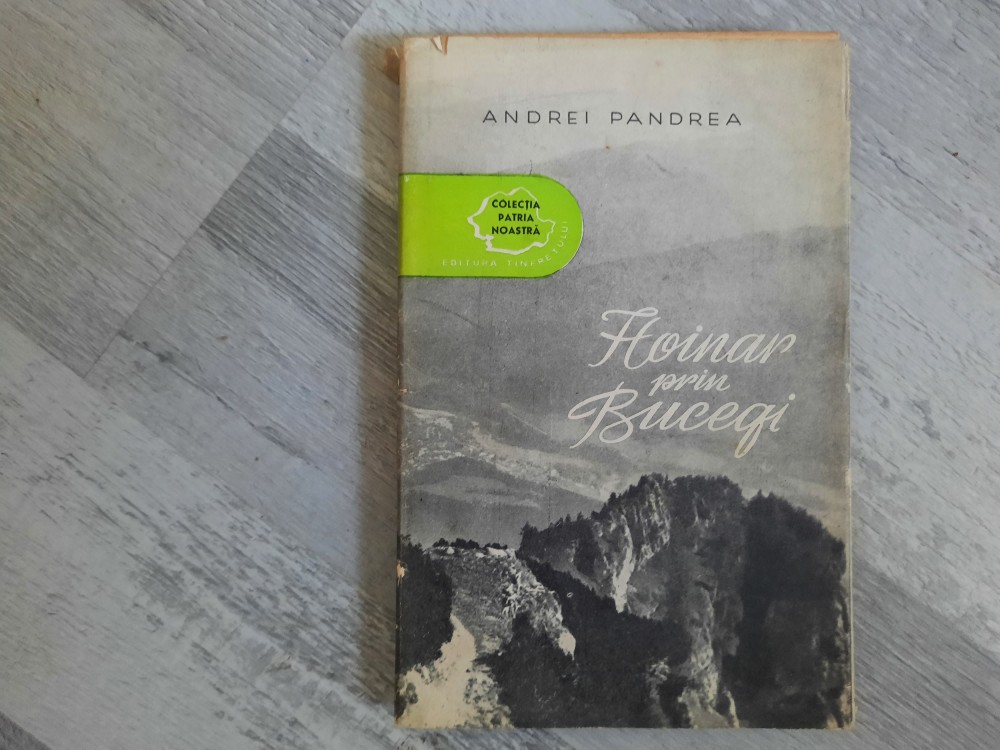 ANDREI PANDREA
COLECȚIA
PATRIA
NOASTRĂ
EDITURA TINERETULUI
Hoinar
prin
Bucegi